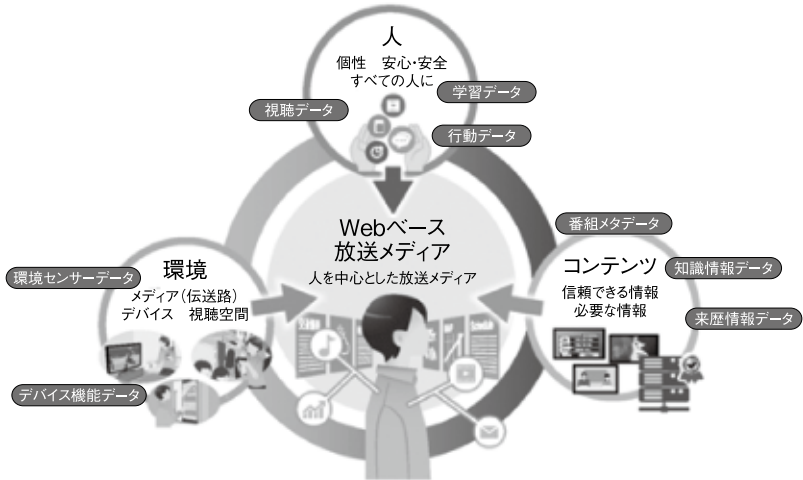 人
個性 安心・安全
すべての人に
学習データ
視聴データ
行動データ
Webベース
放送メディア
人を中心とした放送メディア
環境
環境センサーデータ
メディア（伝送路）
デバイス 視聴空間
デバイス機能データ
番組メタデータ
コンテンツ
知識情報データ
信頼できる情報
必要な情報
来歴情報データ